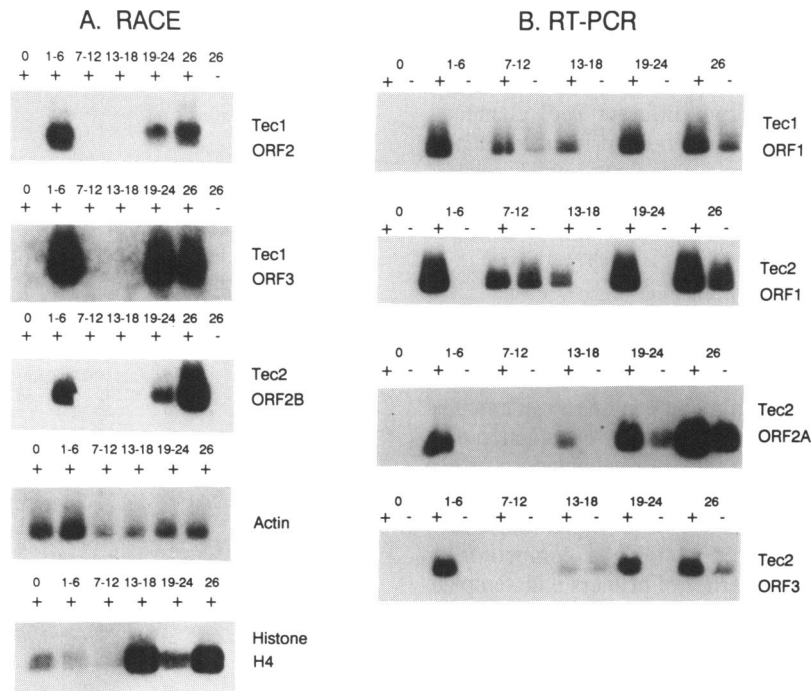 A. RACE
0 1-6 7-12 13-18 19-24 26 26
+ + + + + + -
Tec1
ORF2
0 1-6 7-12 13-18 19-24 26 26
+ + + + + + -
Tec1
ORF3
0 1-6 7-12 13-18 19-24 26 26
+ + + + + + -
Tec2
ORF2B
0 1-6 7-12 13-18 19-24 26
+ + + + + +
Actin
0 1-6 7-12 13-18 19-24 26
+ + + + + +
Histone
H4
B. RT-PCR
0 1-6 7-12 13-18 19-24 26
+ - + - + - + - + - + -
Tec1
ORF1
0 1-6 7-12 13-18 19-24 26
+ - + - + - + - + - + -
Tec2
ORF1
0 1-6 7-12 13-18 19-24 26
+ - + - + - + - + - + -
Tec2
ORF2A
0 1-6 7-12 13-18 19-24 26
+ - + - + - + - + - + -
Tec2
ORF3